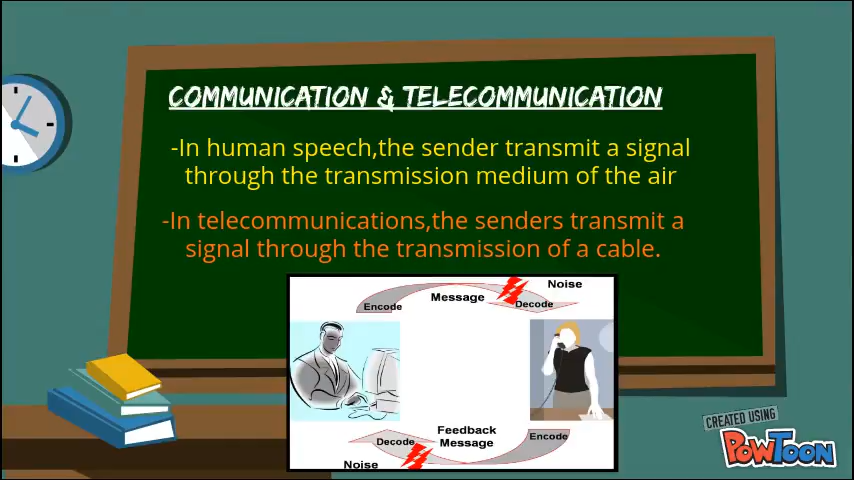 COMMUNICATION & TELECOMMUNICATION
-In human speech,the sender transmit a signal
through the transmission medium of the air
-In telecommunications,the senders transmit a
signal through the transmission of a cable.
Noise
Message
Encode
Decode
Feedback
Message
Decode
Encode
Noise
CREATED USING
POWTOON